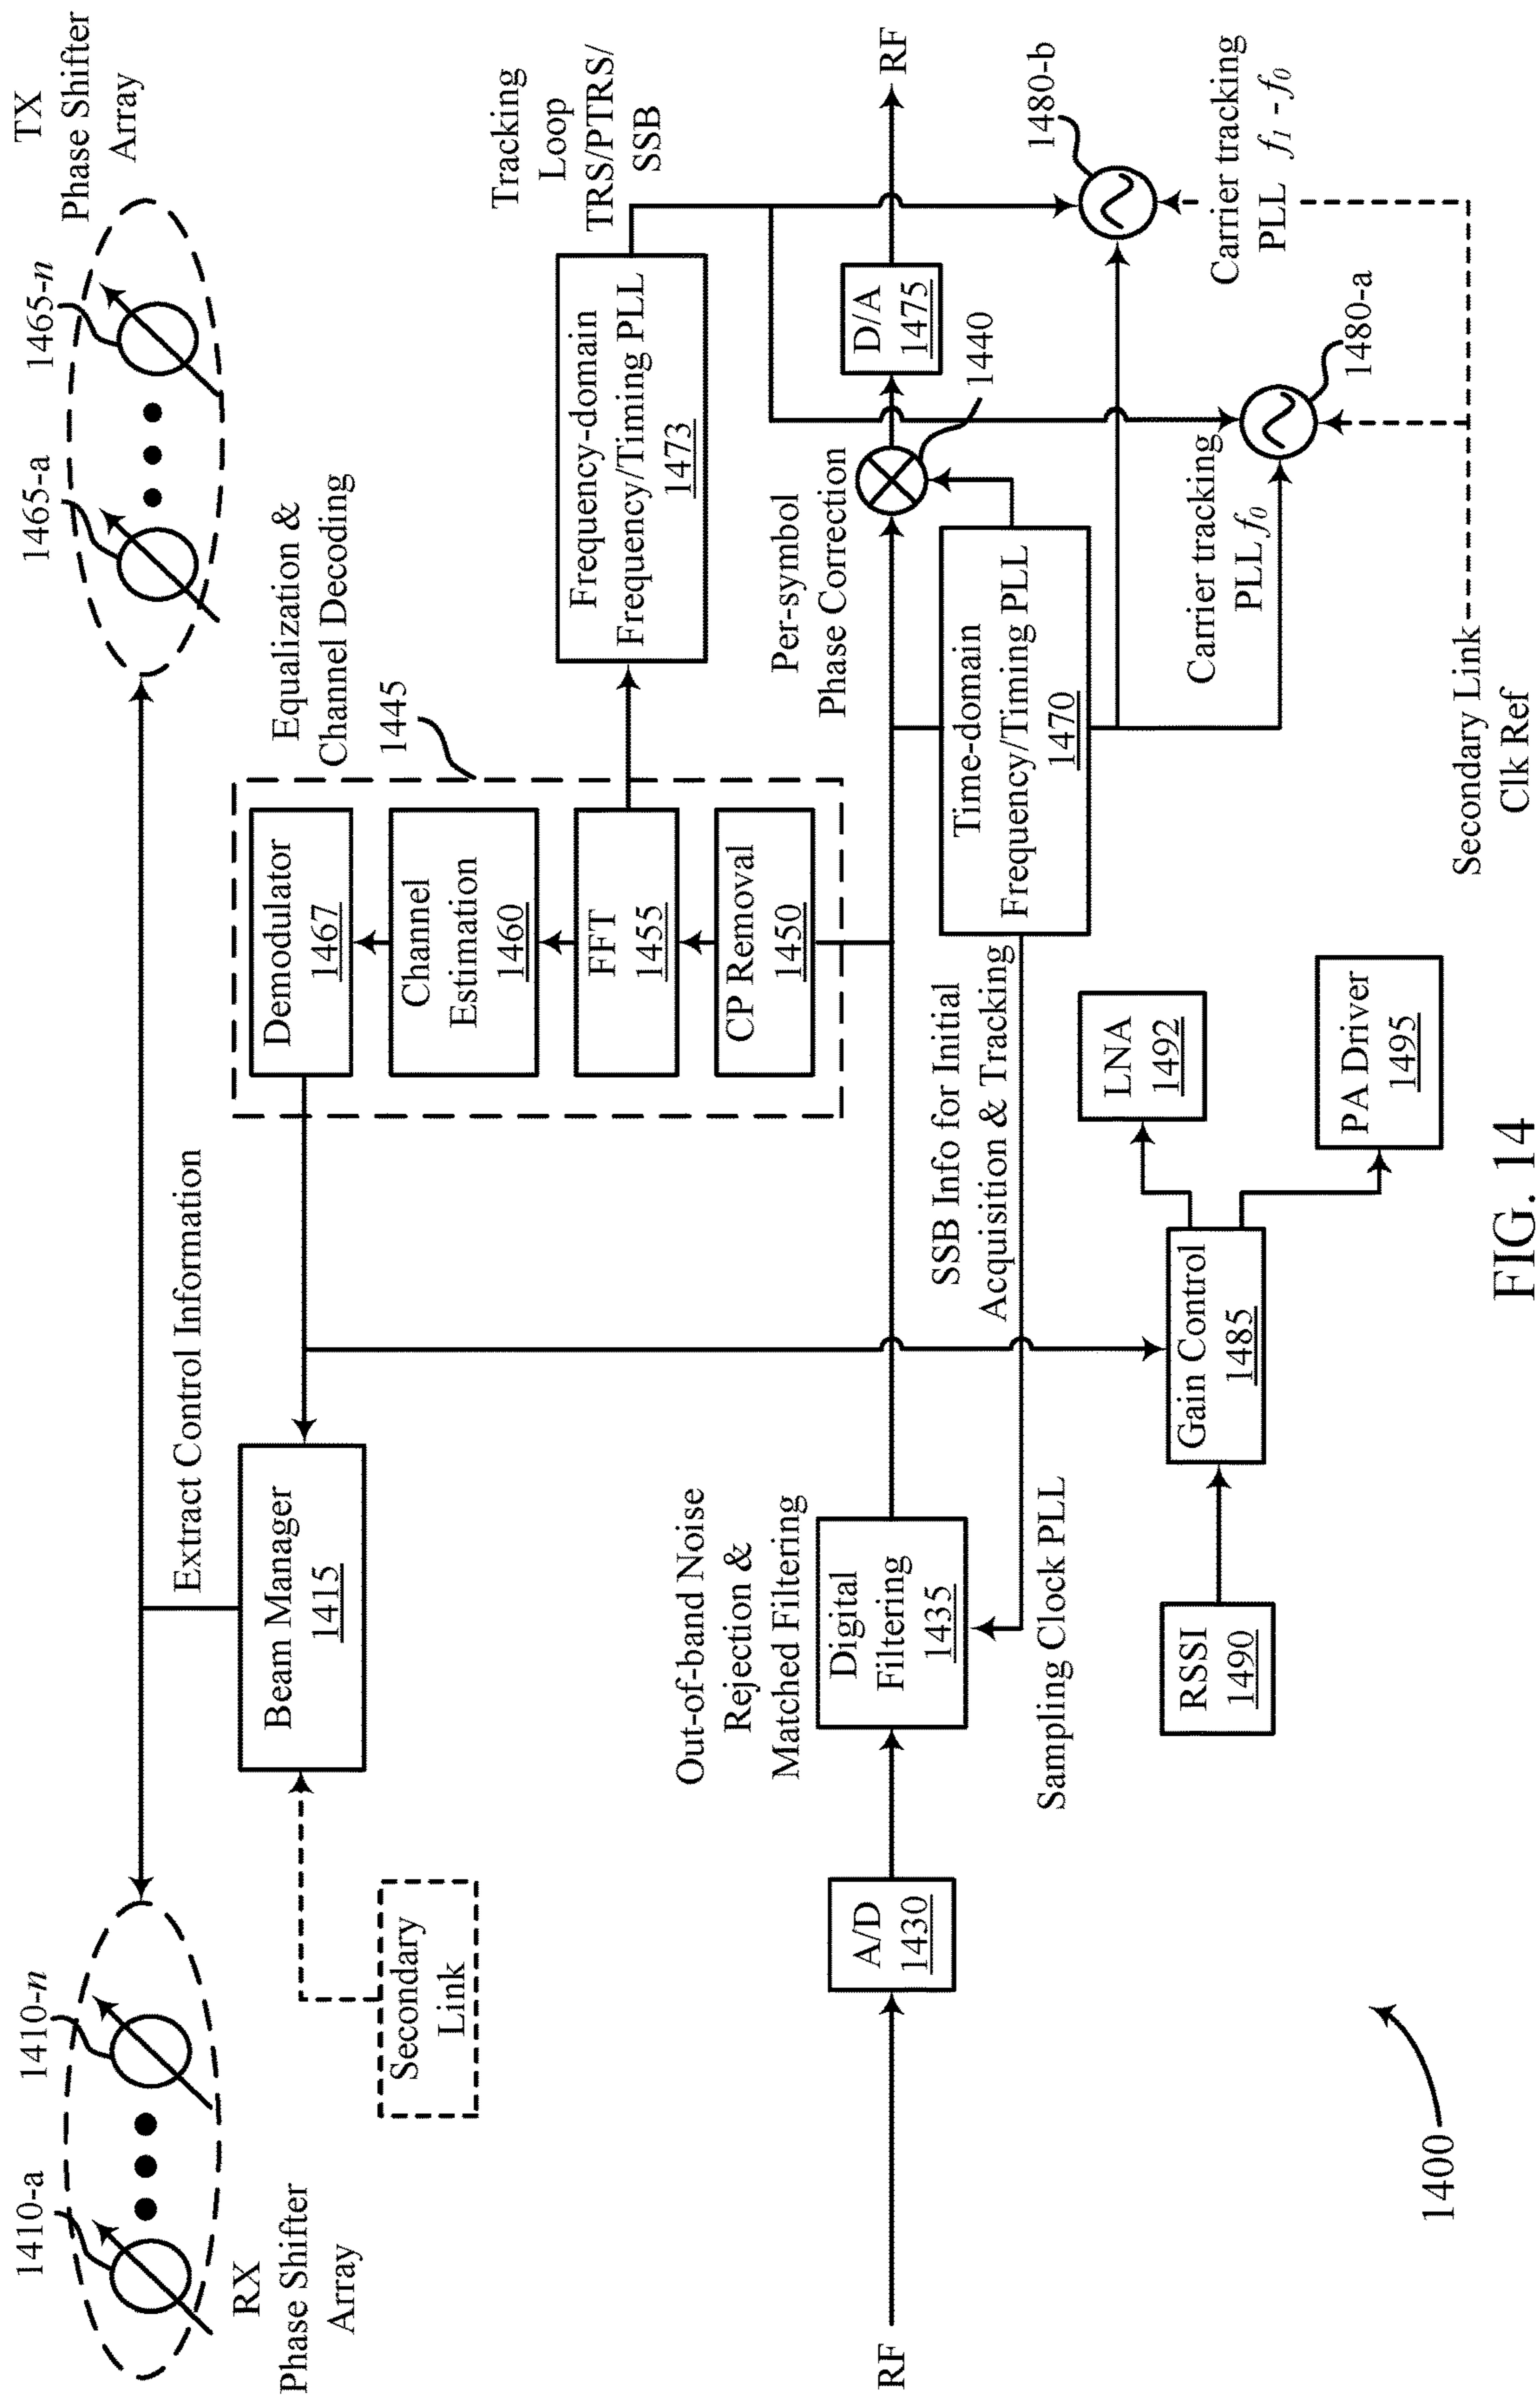 1410-a
1410-n
RX
Phase Shifter
Array
1465-a
1465-n
TX
Phase Shifter
Array
Extract Control Information
Beam Manager
1415
Secondary
Link
Equalization &
Channel Decoding
1445
Demodulator
1467
Channel
Estimation
1460
FFT
1455
CP Removal
1450
Frequency-domain
Frequency/Timing PLL
1473
Tracking
Loop
TRS/PTRS/
SSB
RF
A/D
1430
Out-of-band Noise
Rejection &
Matched Filtering
Digital
Filtering
1435
Sampling Clock PLL
SSB Info for Initial
Acquisition & Tracking
Time-domain
Frequency/Timing PLL
1470
Per-symbol
Phase Correction
1440
D/A
1475
RF
1480-b
Carrier tracking
PLL f1 - f0
1480-a
Carrier tracking
PLL f0
Secondary Link
Clk Ref
RSSI
1490
Gain Control
1485
LNA
1492
PA Driver
1495
1400
FIG. 14